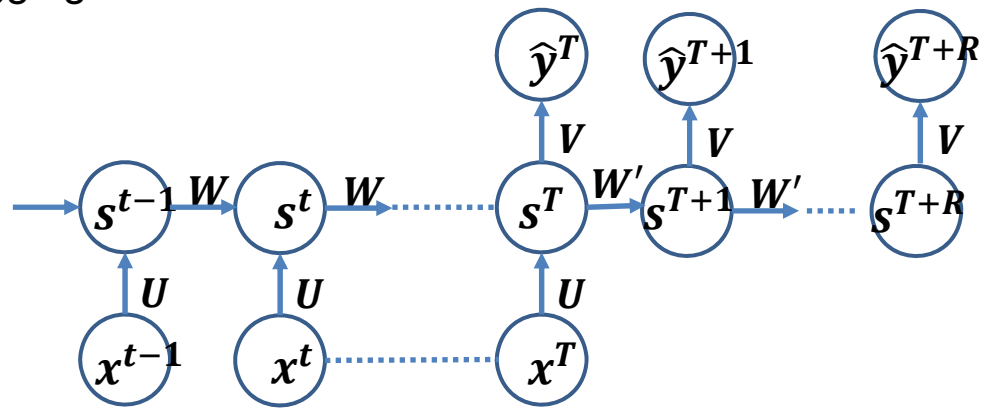 ŷ^T ŷ^{T+1} ŷ^{T+R}
V V V
s^{t-1} W s^t W s^T W' s^{T+1} W' s^{T+R}
U U U
x^{t-1} x^t x^T